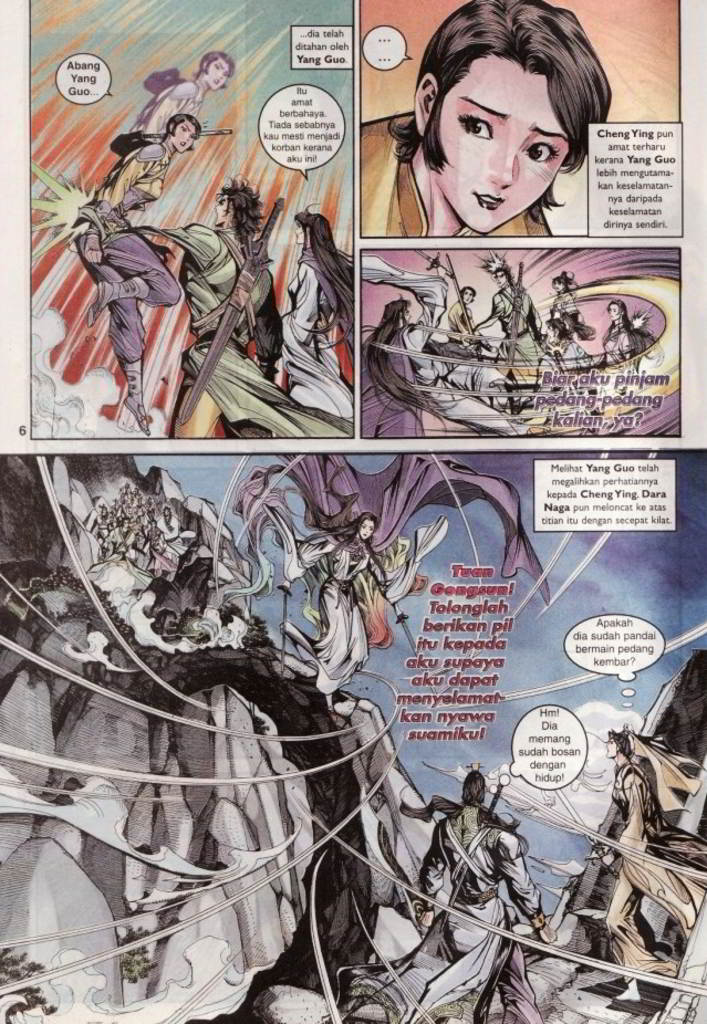 ...dia telah
ditahan oleh
Yang Guo.
Abang
Yang
Guo...
Itu
amat
berbahaya.
Tiada sebabnya
kau mesti menjadi
korban kerana
aku ini!
...
...
Cheng Ying pun
amat terharu
kerana Yang Guo
lebih mengutama-
kan keselamatan-
nya daripada
keselamatan
dirinya sendiri.
Biar aku pinjam
pedang-pedang
kalian, ya?
6
Melihat Yang Guo telah
megalihkan perhatiannya
kepada Cheng Ying, Dara
Naga pun meloncat ke atas
titian itu dengan secepat kilat.
Tuan
Gongsun!
Tolonglah
berikan pil
itu kepada
aku supaya
aku dapat
menyelamat-
kan nyawa
suamiku!
Apakah
dia sudah pandai
bermain pedang
kembar?
Hm!
Dia
memang
sudah bosan
dengan
hidup!